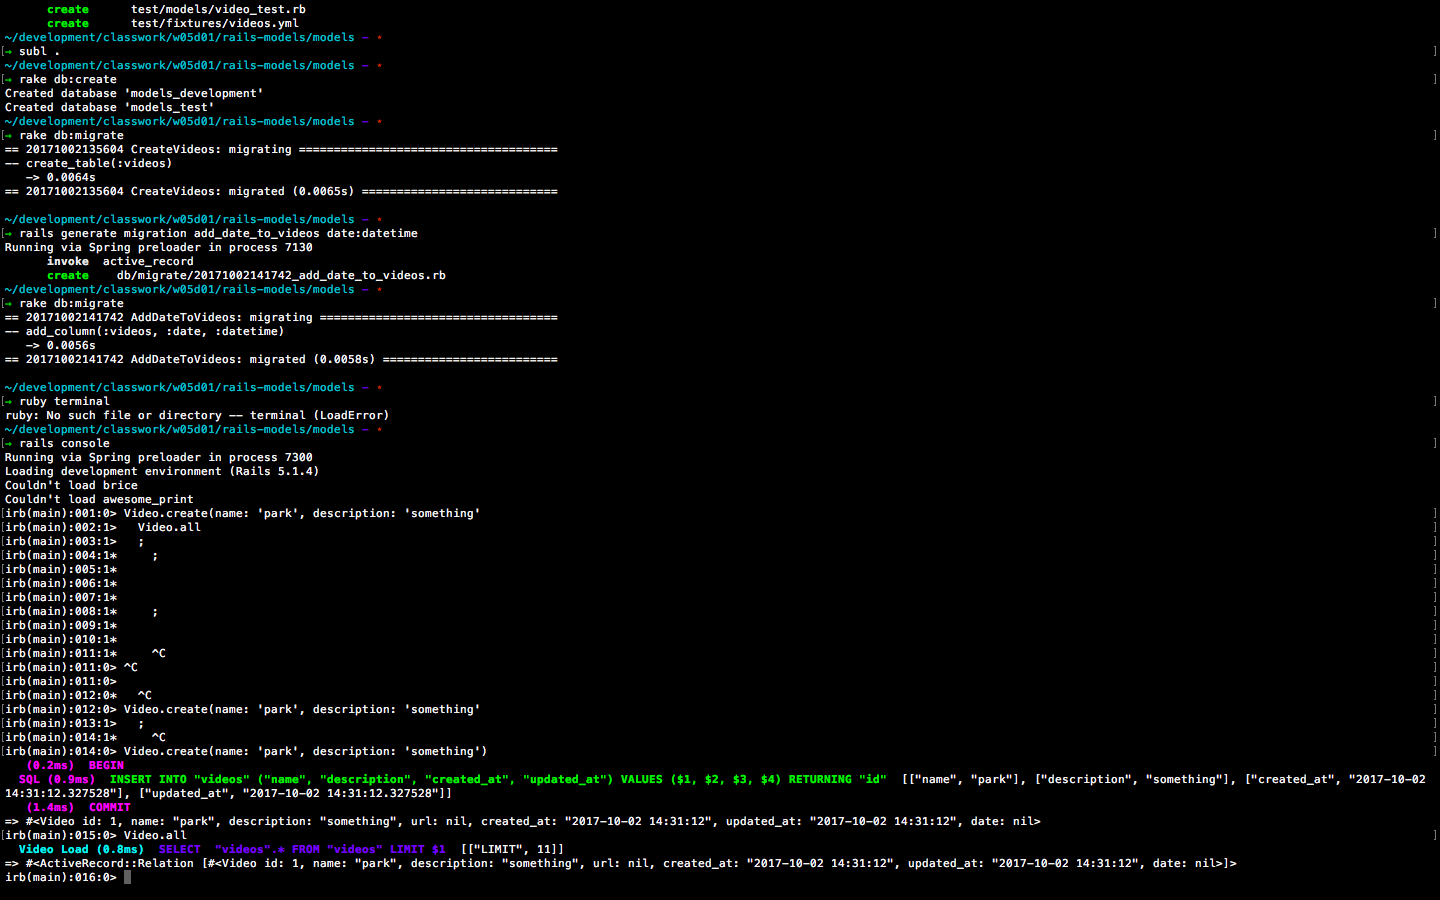 create      test/models/video_test.rb
create      test/fixtures/videos.yml
~/development/classwork/w05d01/rails-models/models — *
[→ subl . ]
~/development/classwork/w05d01/rails-models/models — *
[→ rake db:create ]
Created database 'models_development'
Created database 'models_test'
~/development/classwork/w05d01/rails-models/models — *
[→ rake db:migrate ]
== 20171002135604 CreateVideos: migrating =====================================
-- create_table(:videos)
   -> 0.0064s
== 20171002135604 CreateVideos: migrated (0.0065s) ============================
~/development/classwork/w05d01/rails-models/models — *
[→ rails generate migration add_date_to_videos date:datetime ]
Running via Spring preloader in process 7130
      invoke  active_record
      create    db/migrate/20171002141742_add_date_to_videos.rb
~/development/classwork/w05d01/rails-models/models — *
[→ rake db:migrate ]
== 20171002141742 AddDateToVideos: migrating ==================================
-- add_column(:videos, :date, :datetime)
   -> 0.0056s
== 20171002141742 AddDateToVideos: migrated (0.0058s) =========================
~/development/classwork/w05d01/rails-models/models — *
[→ ruby terminal ]
ruby: No such file or directory -- terminal (LoadError)
~/development/classwork/w05d01/rails-models/models — *
[→ rails console ]
Running via Spring preloader in process 7300
Loading development environment (Rails 5.1.4)
Couldn't load brice
Couldn't load awesome_print
[irb(main):001:0> Video.create(name: 'park', description: 'something' ]
[irb(main):002:1>   Video.all ]
[irb(main):003:1>   ; ]
[irb(main):004:1*     ; ]
[irb(main):005:1* ]
[irb(main):006:1* ]
[irb(main):007:1* ]
[irb(main):008:1*     ; ]
[irb(main):009:1* ]
[irb(main):010:1* ]
[irb(main):011:1*     ^C ]
[irb(main):011:0> ^C ]
[irb(main):011:0> ]
[irb(main):012:0*   ^C ]
[irb(main):012:0> Video.create(name: 'park', description: 'something' ]
[irb(main):013:1>   ; ]
[irb(main):014:1*     ^C ]
[irb(main):014:0> Video.create(name: 'park', description: 'something') ]
   (0.2ms)  BEGIN
  SQL (0.9ms)  INSERT INTO "videos" ("name", "description", "created_at", "updated_at") VALUES ($1, $2, $3, $4) RETURNING "id"  [["name", "park"], ["description", "something"], ["created_at", "2017-10-02
14:31:12.327528"], ["updated_at", "2017-10-02 14:31:12.327528"]]
   (1.4ms)  COMMIT
=> #<Video id: 1, name: "park", description: "something", url: nil, created_at: "2017-10-02 14:31:12", updated_at: "2017-10-02 14:31:12", date: nil>
[irb(main):015:0> Video.all ]
  Video Load (0.8ms)  SELECT  "videos".* FROM "videos" LIMIT $1  [["LIMIT", 11]]
=> #<ActiveRecord::Relation [#<Video id: 1, name: "park", description: "something", url: nil, created_at: "2017-10-02 14:31:12", updated_at: "2017-10-02 14:31:12", date: nil>]>
irb(main):016:0>